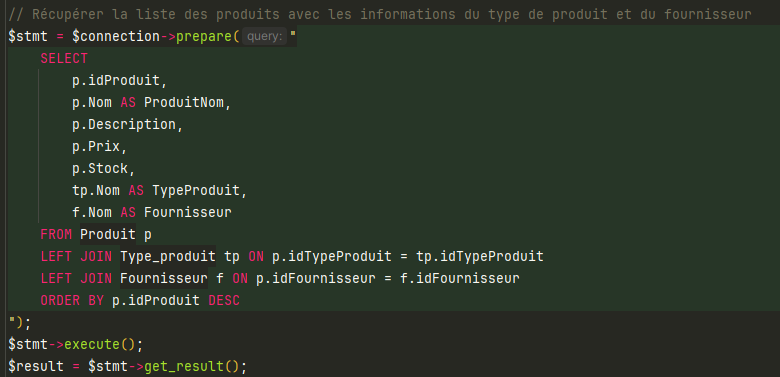 // Récupérer la liste des produits avec les informations du type de produit et du fournisseur
$stmt = $connection->prepare( query: "
    SELECT
        p.idProduit,
        p.Nom AS ProduitNom,
        p.Description,
        p.Prix,
        p.Stock,
        tp.Nom AS TypeProduit,
        f.Nom AS Fournisseur
    FROM Produit p
    LEFT JOIN Type_produit tp ON p.idTypeProduit = tp.idTypeProduit
    LEFT JOIN Fournisseur f ON p.idFournisseur = f.idFournisseur
    ORDER BY p.idProduit DESC
");
$stmt->execute();
$result = $stmt->get_result();